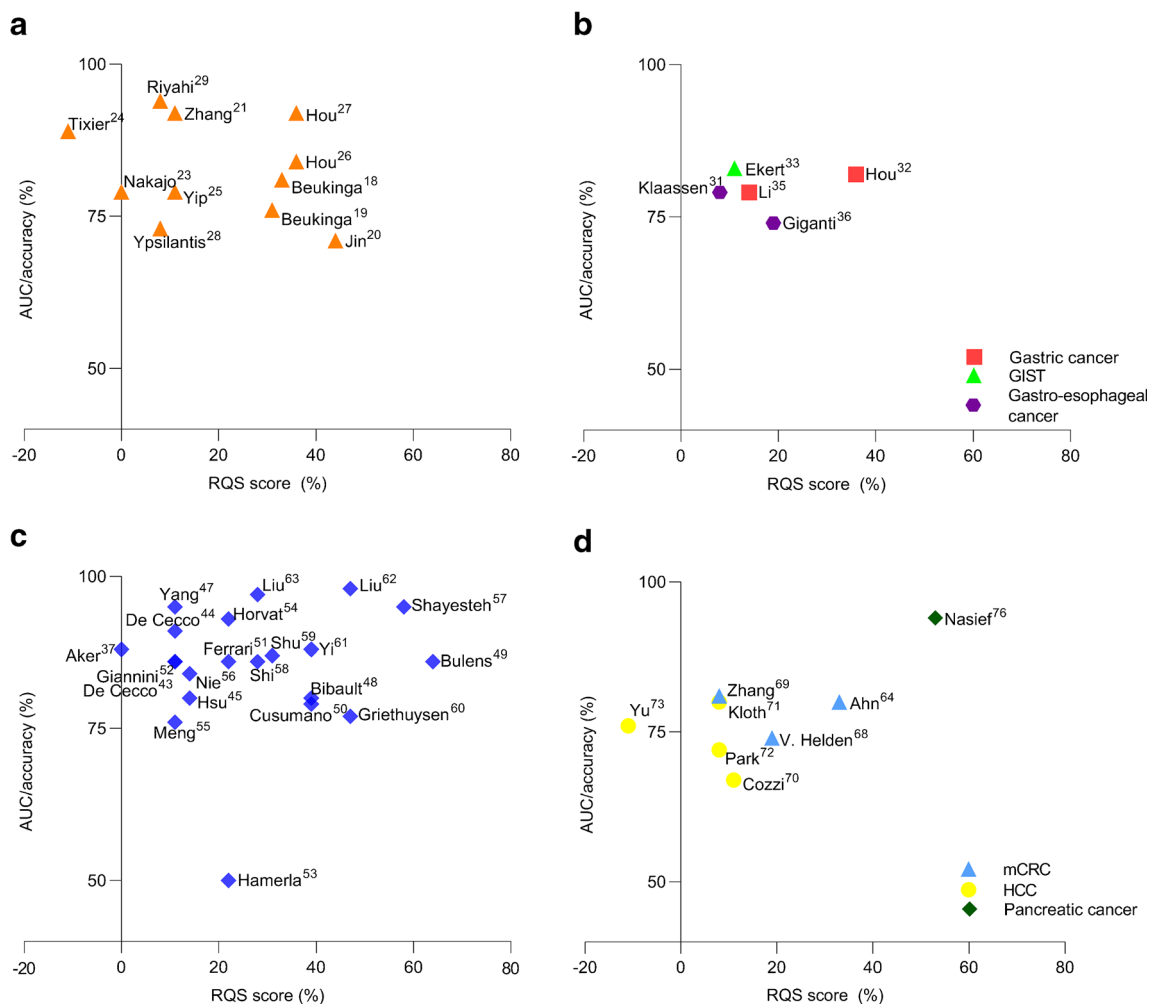 a
100
75
50
AUC/accuracy (%)
Riyahi29
Zhang21
Tixier24
Hou27
Hou26
Nakajo23
Yip25
Beukinga18
Beukinga19
Ypsilantis28
Jin20
-20 0 20 40 60 80
RQS score (%)
b
100
75
50
AUC/accuracy (%)
Ekert33
Hou32
Klaassen31
Li35
Giganti36
Gastric cancer
GIST
Gastro-esophageal
cancer
-20 0 20 40 60 80
RQS score (%)
c
100
75
50
AUC/accuracy (%)
Yang47
Liu63
Liu62
Shayesteh57
De Cecco44
Horvat54
Aker37
Ferrari51
Shu59
Yi61
Bulens49
Giannini52
De Cecco43
Nie56
Shi58
Hsu45
Bibault48
Cusumano50
Griethuysen60
Meng55
Hamerla53
-20 0 20 40 60 80
RQS score (%)
d
100
75
50
AUC/accuracy (%)
Nasief76
Zhang69
Kloth71
Ahn64
Yu73
V. Helden68
Park72
Cozzi70
mCRC
HCC
Pancreatic cancer
-20 0 20 40 60 80
RQS score (%)